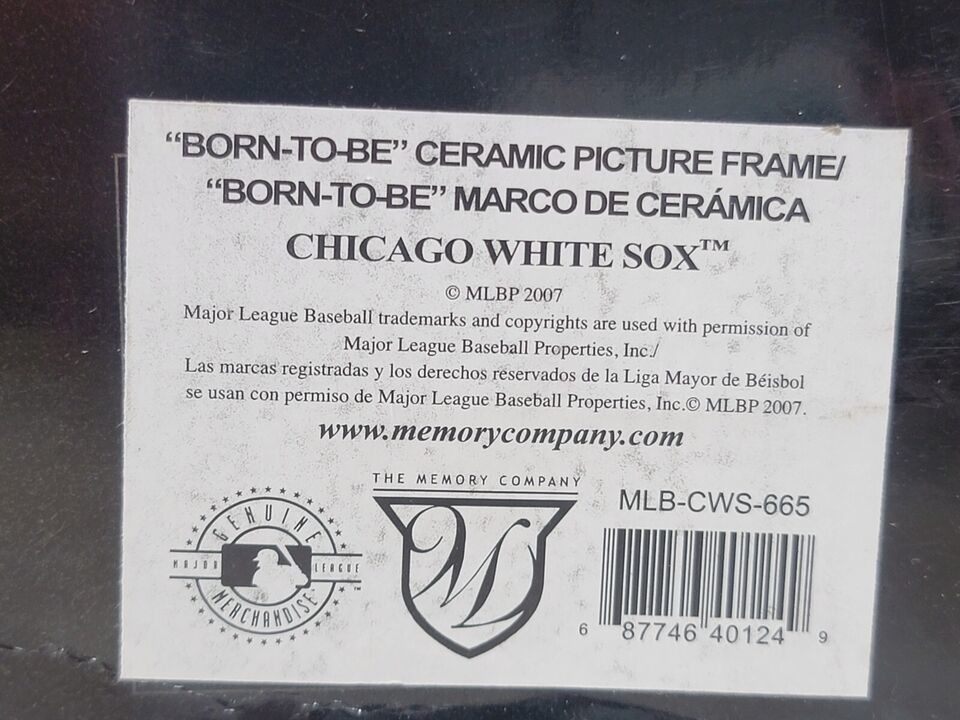 “BORN-TO-BE” CERAMIC PICTURE FRAME/
“BORN-TO-BE” MARCO DE CERÁMICA
CHICAGO WHITE SOX™
© MLBP 2007
Major League Baseball trademarks and copyrights are used with permission of
Major League Baseball Properties, Inc./
Las marcas registradas y los derechos reservados de la Liga Mayor de Béisbol
se usan con permiso de Major League Baseball Properties, Inc.© MLBP 2007.
www.memorycompany.com
GENUINE
MAJOR LEAGUE
MERCHANDISE
™
THE MEMORY COMPANY
M
MLB-CWS-665
6 87746 40124 9